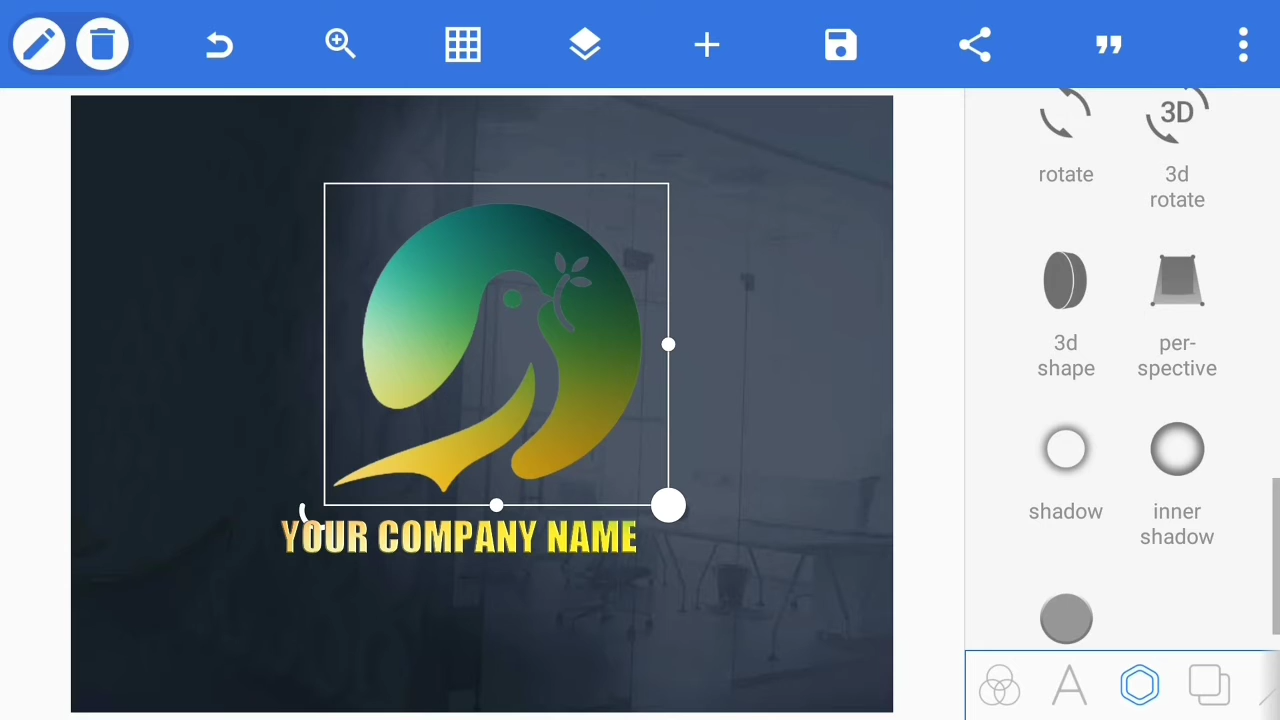 3D
rotate
3d
rotate
3d
shape
per-
spective
shadow
inner
shadow
YOUR COMPANY NAME